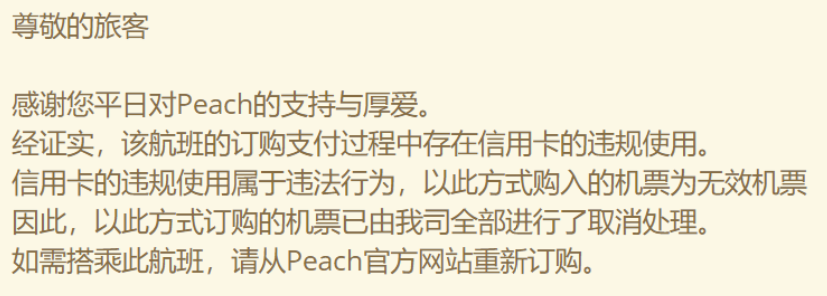 尊敬的旅客
感谢您平日对Peach的支持与厚爱。
经证实，该航班的订购支付过程中存在信用卡的违规使用。
信用卡的违规使用属于违法行为，以此方式购入的机票为无效机票
因此，以此方式订购的机票已由我司全部进行了取消处理。
如需搭乘此航班，请从Peach官方网站重新订购。